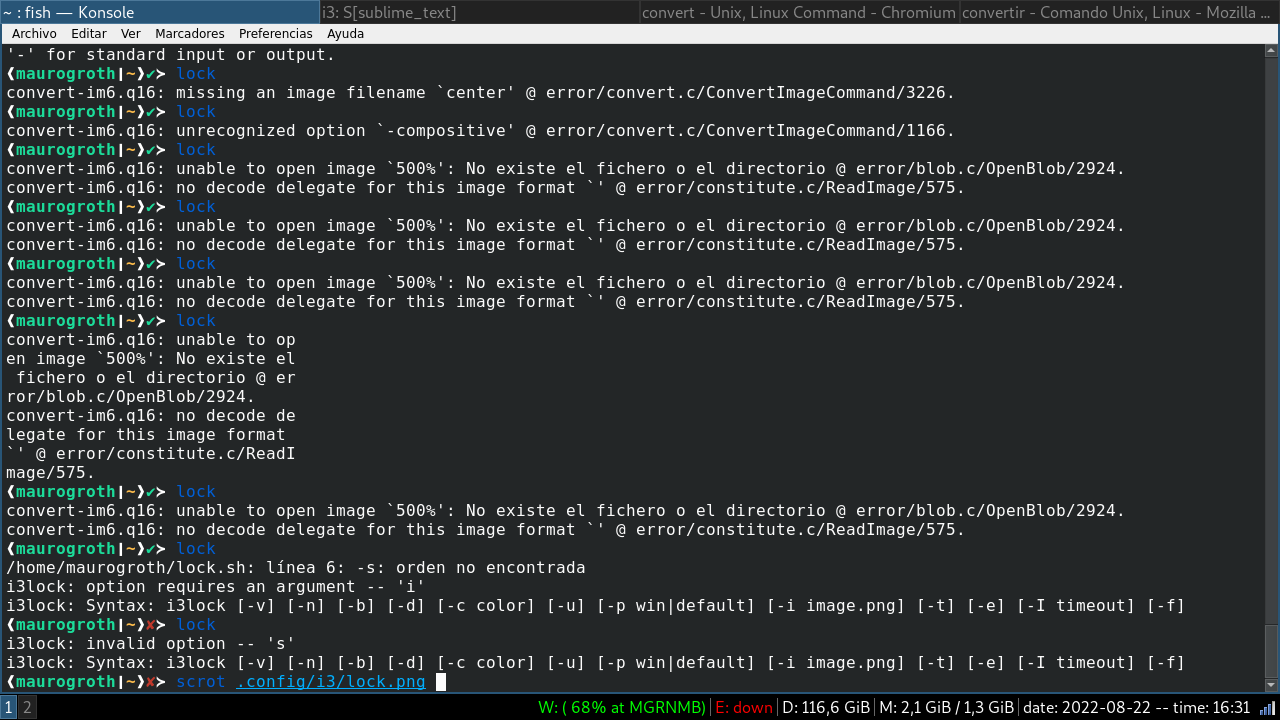 ~ : fish — Konsole
i3: S[sublime_text]
convert - Unix, Linux Command - Chromium
convertir - Comando Unix, Linux - Mozilla ...
Archivo Editar Ver Marcadores Preferencias Ayuda
'-' for standard input or output.
❨maurogroth|~❩✔≻ lock
convert-im6.q16: missing an image filename `center' @ error/convert.c/ConvertImageCommand/3226.
❨maurogroth|~❩✔≻ lock
convert-im6.q16: unrecognized option `-compositive' @ error/convert.c/ConvertImageCommand/1166.
❨maurogroth|~❩✔≻ lock
convert-im6.q16: unable to open image `500%': No existe el fichero o el directorio @ error/blob.c/OpenBlob/2924.
convert-im6.q16: no decode delegate for this image format `' @ error/constitute.c/ReadImage/575.
❨maurogroth|~❩✔≻ lock
convert-im6.q16: unable to open image `500%': No existe el fichero o el directorio @ error/blob.c/OpenBlob/2924.
convert-im6.q16: no decode delegate for this image format `' @ error/constitute.c/ReadImage/575.
❨maurogroth|~❩✔≻ lock
convert-im6.q16: unable to open image `500%': No existe el fichero o el directorio @ error/blob.c/OpenBlob/2924.
convert-im6.q16: no decode delegate for this image format `' @ error/constitute.c/ReadImage/575.
❨maurogroth|~❩✔≻ lock
convert-im6.q16: unable to op
en image `500%': No existe el
 fichero o el directorio @ er
ror/blob.c/OpenBlob/2924.
convert-im6.q16: no decode de
legate for this image format
`' @ error/constitute.c/ReadI
mage/575.
❨maurogroth|~❩✔≻ lock
convert-im6.q16: unable to open image `500%': No existe el fichero o el directorio @ error/blob.c/OpenBlob/2924.
convert-im6.q16: no decode delegate for this image format `' @ error/constitute.c/ReadImage/575.
❨maurogroth|~❩✔≻ lock
/home/maurogroth/lock.sh: línea 6: -s: orden no encontrada
i3lock: option requires an argument -- 'i'
i3lock: Syntax: i3lock [-v] [-n] [-b] [-d] [-c color] [-u] [-p win|default] [-i image.png] [-t] [-e] [-I timeout] [-f]
❨maurogroth|~❩✘≻ lock
i3lock: invalid option -- 's'
i3lock: Syntax: i3lock [-v] [-n] [-b] [-d] [-c color] [-u] [-p win|default] [-i image.png] [-t] [-e] [-I timeout] [-f]
❨maurogroth|~❩✘≻ scrot .config/i3/lock.png
1 2
W: ( 68% at MGRNMB)|E: down|D: 116,6 GiB|M: 2,1 GiB / 1,3 GiB|date: 2022-08-22 -- time: 16:31